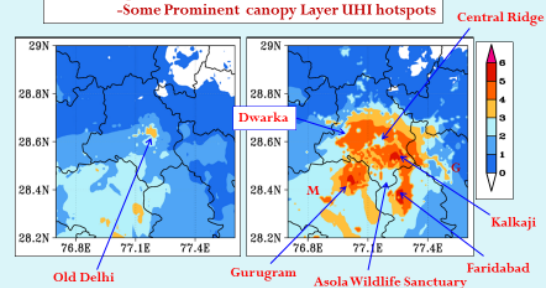 -Some Prominent canopy Layer UHI hotspots
Central Ridge
29N
28.8N
28.6N
28.4N
28.2N
76.8E 77.1E 77.4E
Old Delhi
29N
28.8N
28.6N
28.4N
28.2N
76.8E 77.1E 77.4E
Dwarka
M
G
6
5
4
3
2
1
0
Kalkaji
Faridabad
Gurugram
Asola Wildlife Sanctuary